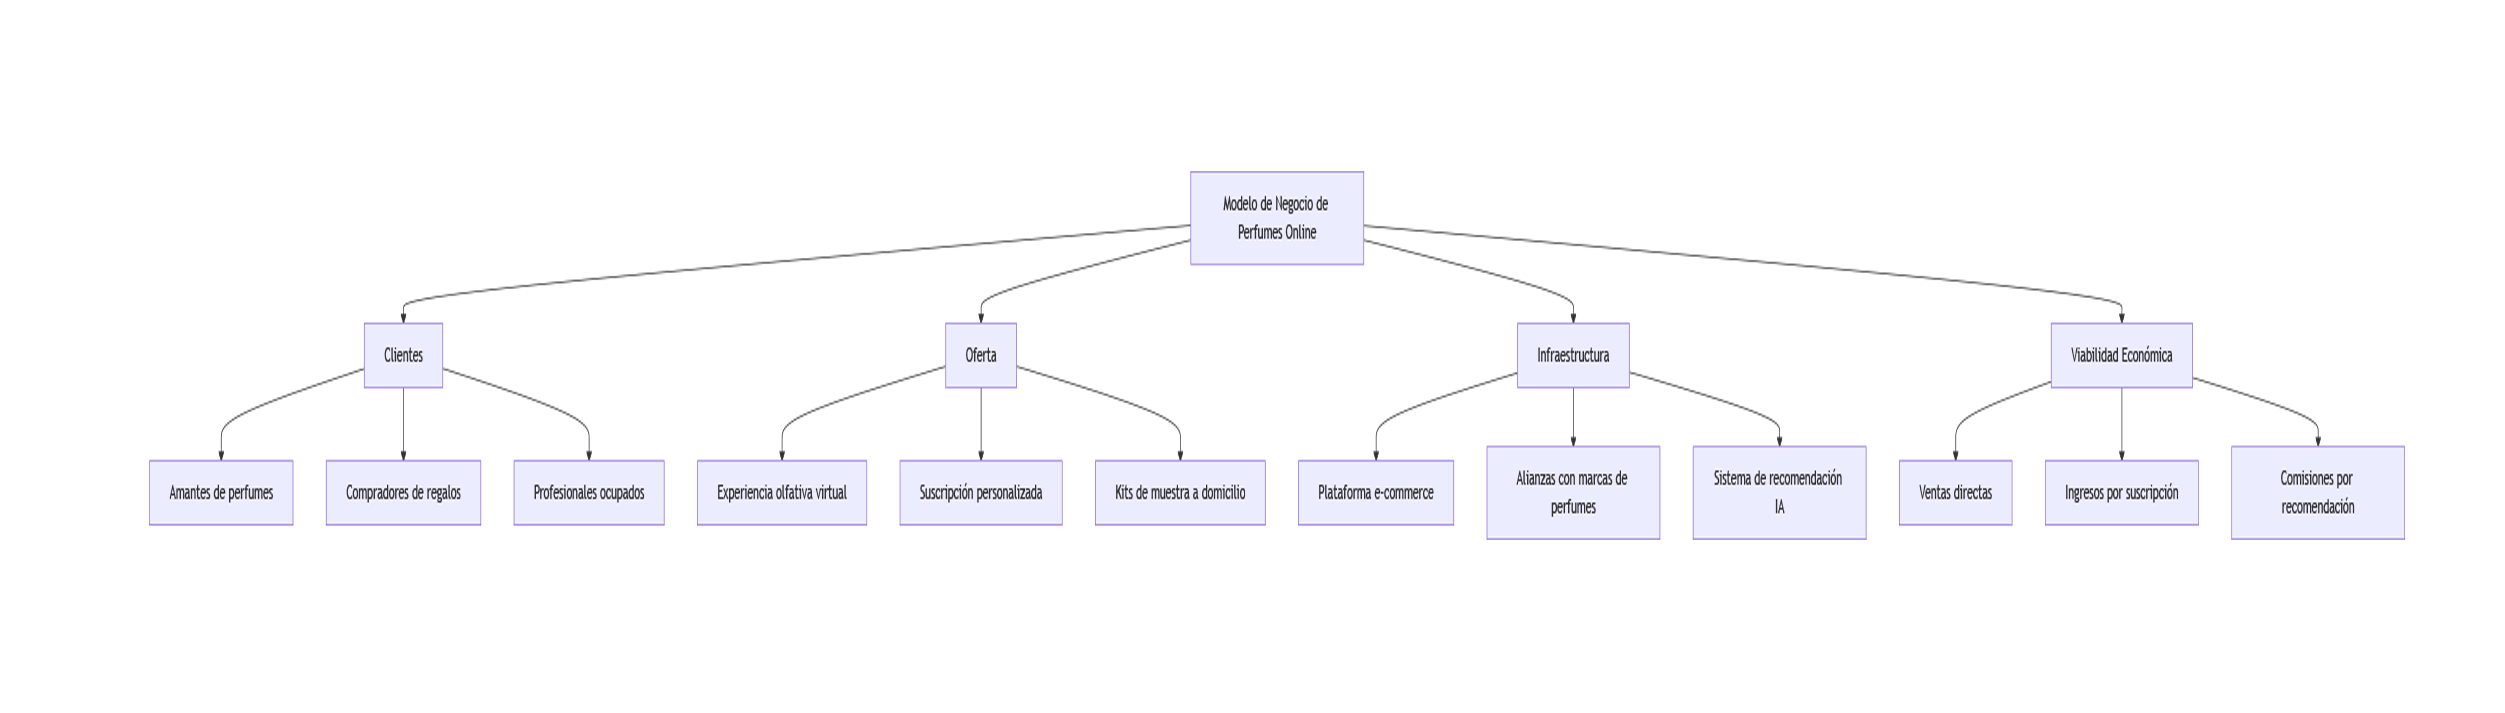 Modelo de Negocio de
Perfumes Online
Clientes
Oferta
Infraestructura
Viabilidad Económica
Amantes de perfumes
Compradores de regalos
Profesionales ocupados
Experiencia olfativa virtual
Suscripción personalizada
Kits de muestra a domicilio
Plataforma e-commerce
Alianzas con marcas de
perfumes
Sistema de recomendación
IA
Ventas directas
Ingresos por suscripción
Comisiones por
recomendación